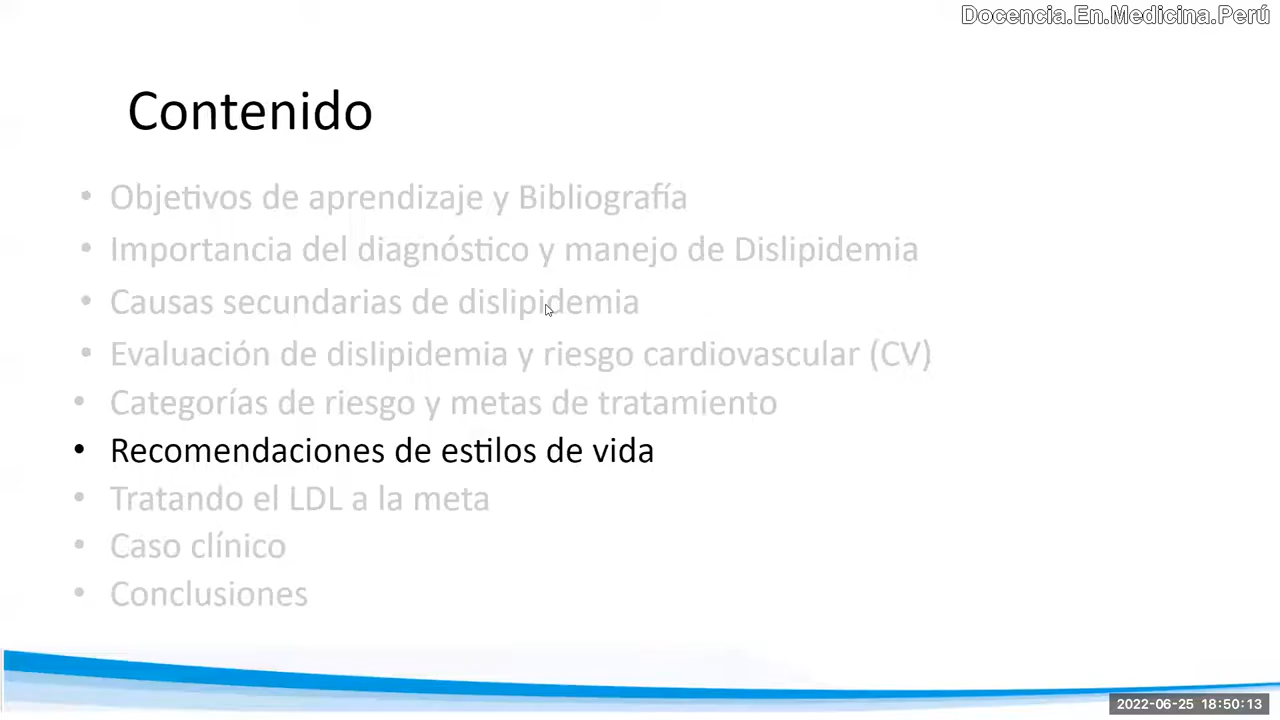 Docencia.En.Medicina.Perú
Contenido
• Objetivos de aprendizaje y Bibliografía
• Importancia del diagnóstico y manejo de Dislipidemia
• Causas secundarias de dislipidemia
• Evaluación de dislipidemia y riesgo cardiovascular (CV)
• Categorías de riesgo y metas de tratamiento
• Recomendaciones de estilos de vida
• Tratando el LDL a la meta
• Caso clínico
• Conclusiones
2022-06-25 18:50:13